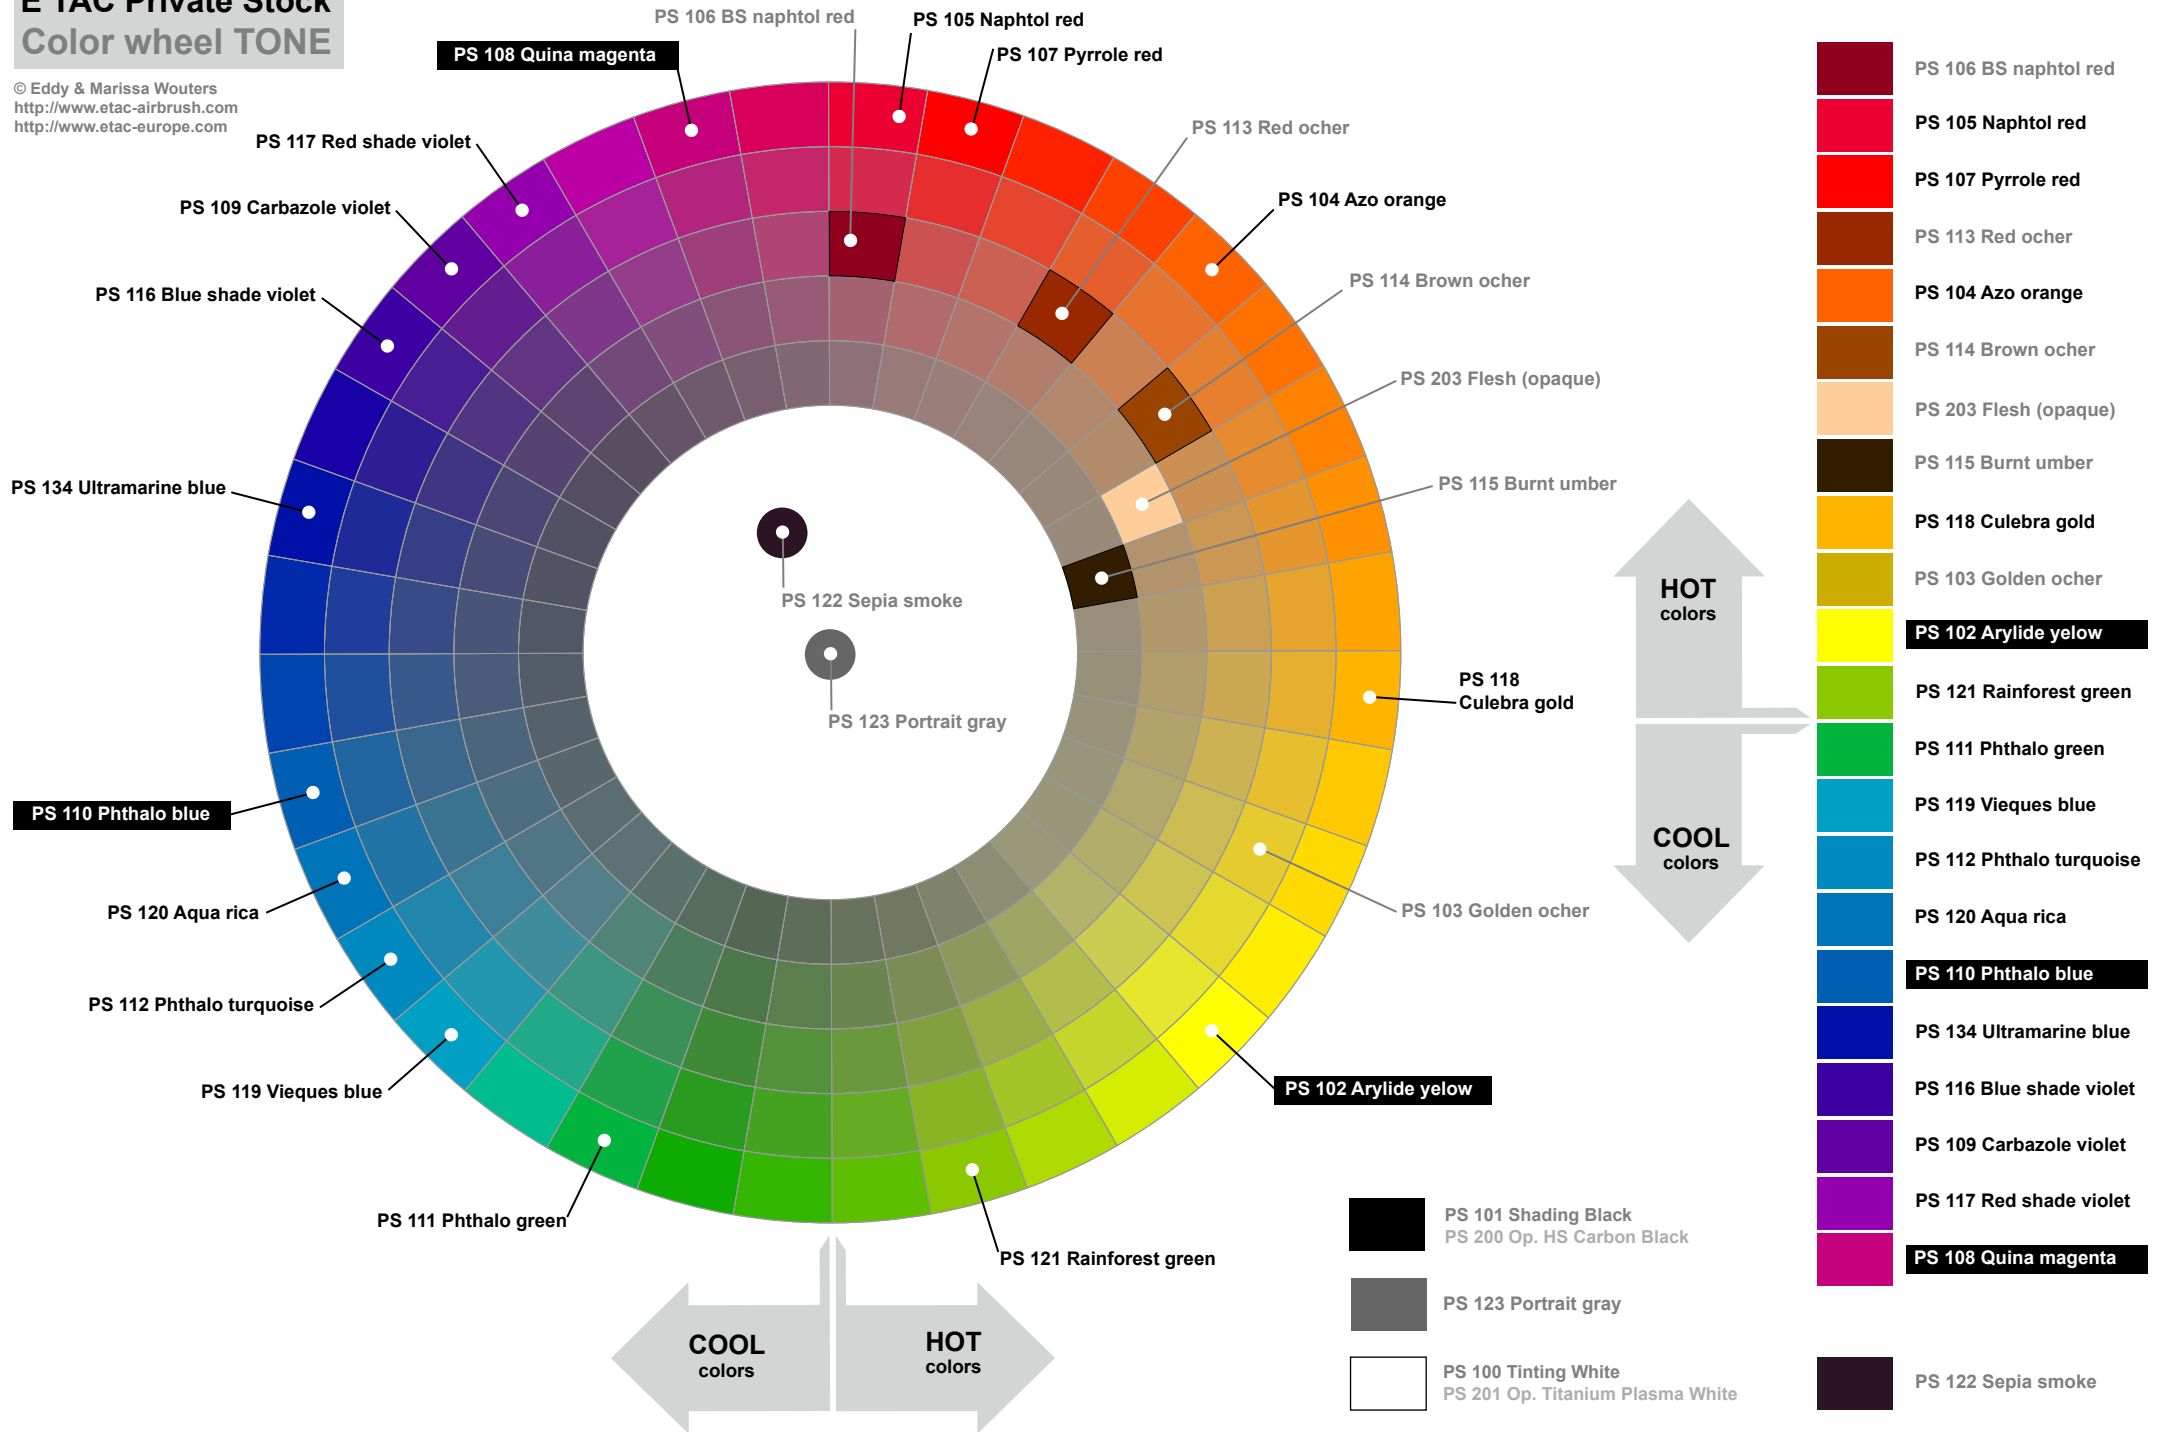 E TAC Private Stock
Color wheel TONE
© Eddy & Marissa Wouters
http://www.etac-airbrush.com
http://www.etac-europe.com
PS 106 BS naphtol red
PS 105 Naphtol red
PS 108 Quina magenta
PS 107 Pyrrole red
PS 113 Red ocher
PS 117 Red shade violet
PS 104 Azo orange
PS 109 Carbazole violet
PS 114 Brown ocher
PS 116 Blue shade violet
PS 203 Flesh (opaque)
PS 134 Ultramarine blue
PS 115 Burnt umber
PS 122 Sepia smoke
PS 123 Portrait gray
PS 118
Culebra gold
PS 110 Phthalo blue
PS 120 Aqua rica
PS 103 Golden ocher
PS 112 Phthalo turquoise
PS 119 Vieques blue
PS 102 Arylide yelow
PS 111 Phthalo green
PS 121 Rainforest green
COOL
colors
HOT
colors
HOT
colors
COOL
colors
PS 101 Shading Black
PS 200 Op. HS Carbon Black
PS 123 Portrait gray
PS 100 Tinting White
PS 201 Op. Titanium Plasma White
PS 106 BS naphtol red
PS 105 Naphtol red
PS 107 Pyrrole red
PS 113 Red ocher
PS 104 Azo orange
PS 114 Brown ocher
PS 203 Flesh (opaque)
PS 115 Burnt umber
PS 118 Culebra gold
PS 103 Golden ocher
PS 102 Arylide yelow
PS 121 Rainforest green
PS 111 Phthalo green
PS 119 Vieques blue
PS 112 Phthalo turquoise
PS 120 Aqua rica
PS 110 Phthalo blue
PS 134 Ultramarine blue
PS 116 Blue shade violet
PS 109 Carbazole violet
PS 117 Red shade violet
PS 108 Quina magenta
PS 122 Sepia smoke